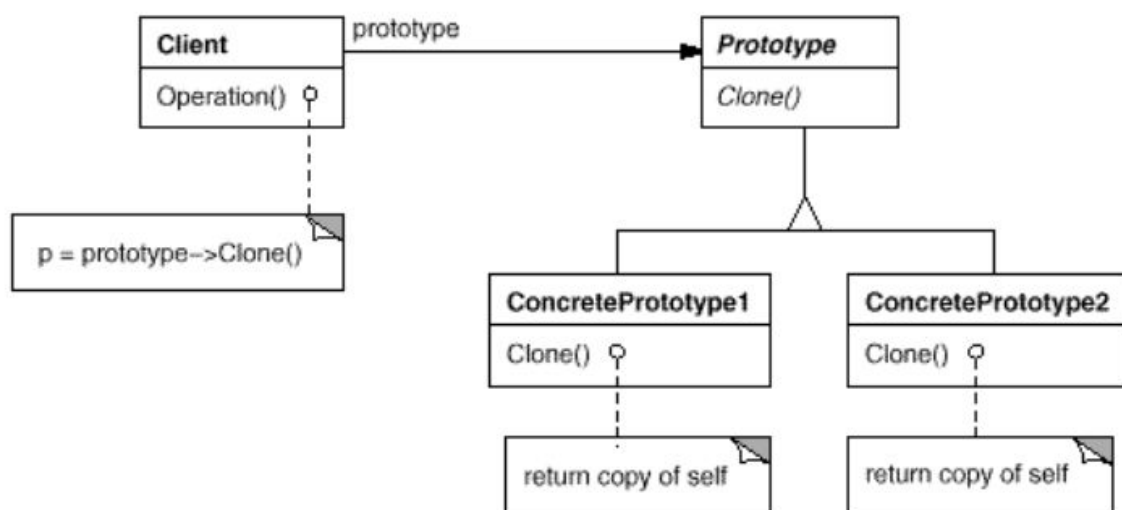 Client
Operation()
prototype
Prototype
Clone()
p = prototype->Clone()
ConcretePrototype1
Clone()
ConcretePrototype2
Clone()
return copy of self
return copy of self